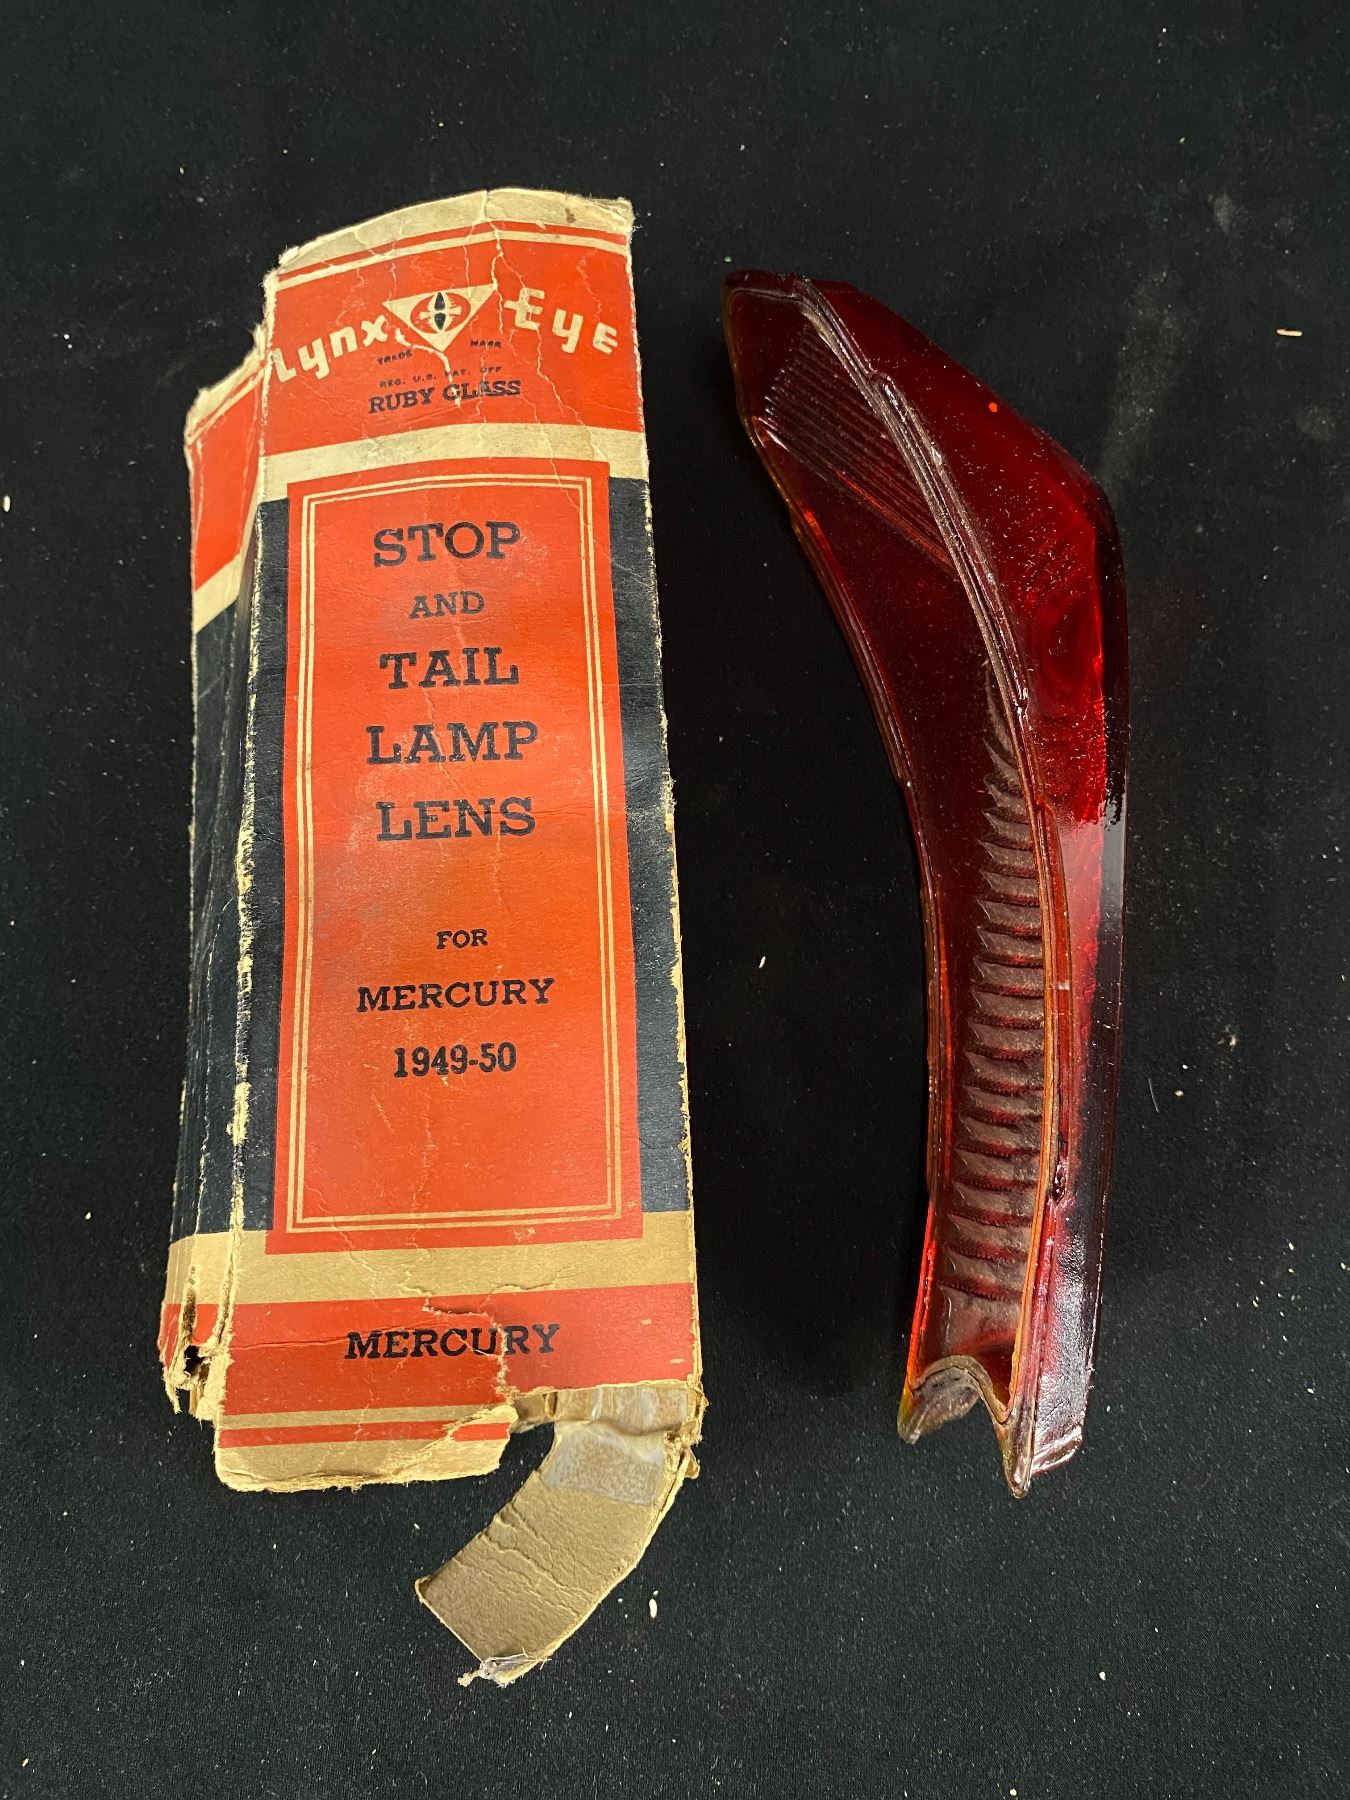 Lynx Eye
TRADE MARK
REG. U.S. PAT. OFF
RUBY GLASS
STOP
AND
TAIL
LAMP
LENS
FOR
MERCURY
1949-50
MERCURY